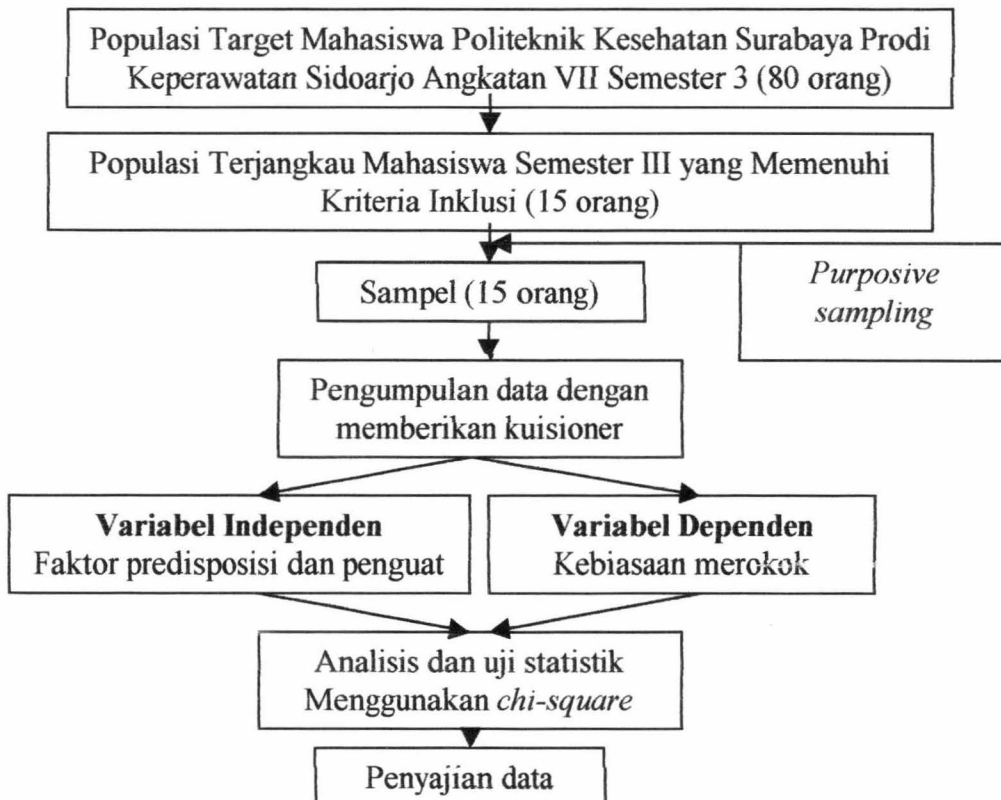 Populasi Target Mahasiswa Politeknik Kesehatan Surabaya Prodi
Keperawatan Sidoarjo Angkatan VII Semester 3 (80 orang)
Populasi Terjangkau Mahasiswa Semester III yang Memenuhi
Kriteria Inklusi (15 orang)
Purposive
sampling
Sampel (15 orang)
Pengumpulan data dengan
memberikan kuisioner
Variabel Independen
Faktor predisposisi dan penguat
Variabel Dependen
Kebiasaan merokok
Analisis dan uji statistik
Menggunakan chi-square
Penyajian data